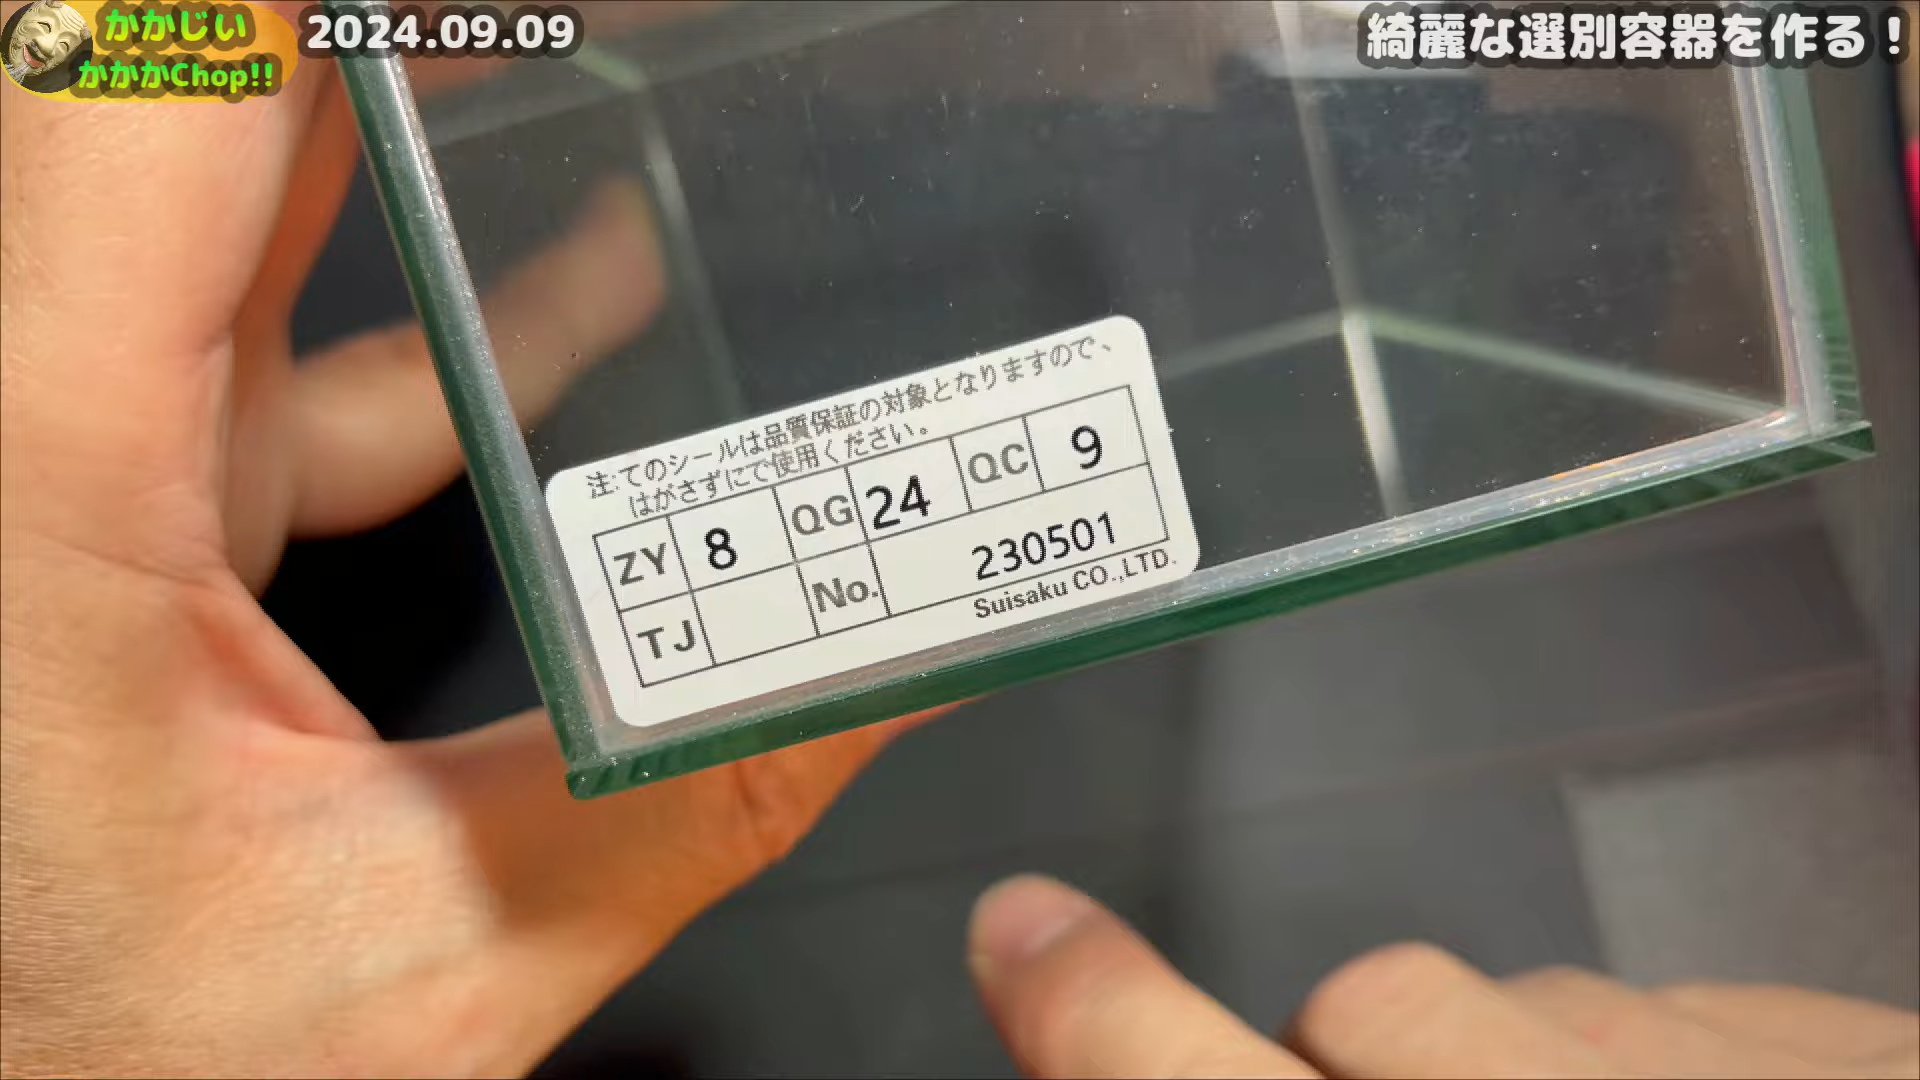 かかじい
かかかChop!!
2024.09.09
綺麗な選別容器を作る！
注:てのシールは品質保証の対象となりますので、
はがさずにで使用ください。
ZY 8 QG 24 QC 9
TJ No. 230501
Suisaku CO.,LTD.